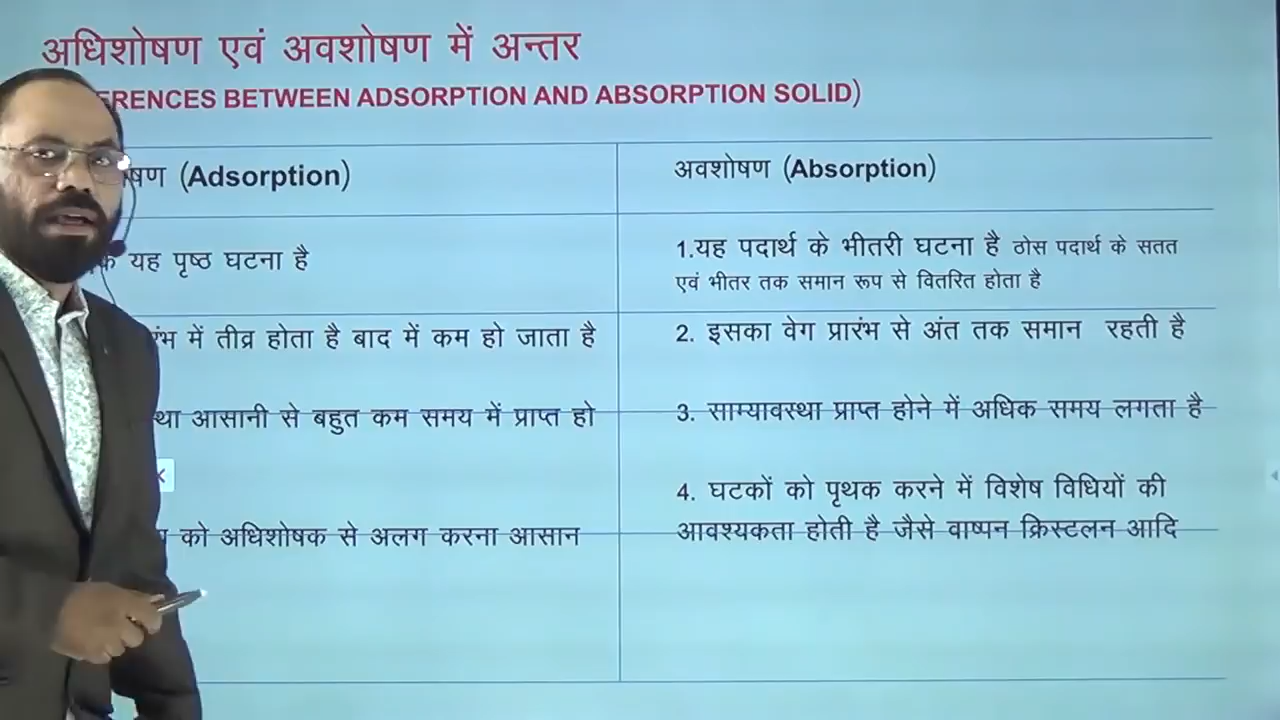 अधिशोषण एवं अवशोषण में अन्तर
ERENCES BETWEEN ADSORPTION AND ABSORPTION SOLID)
षण (Adsorption)
अवशोषण (Absorption)
यह पृष्ठ घटना है
1.यह पदार्थ के भीतरी घटना है ठोस पदार्थ के सतत
एवं भीतर तक समान रूप से वितरित होता है
में तीव्र होता है बाद में कम हो जाता है
2. इसका वेग प्रारंभ से अंत तक समान रहती है
था आसानी से बहुत कम समय में प्राप्त हो
3. साम्यावस्था प्राप्त होने में अधिक समय लगता है
को अधिशोषक से अलग करना आसान
4. घटकों को पृथक करने में विशेष विधियों की
आवश्यकता होती है जैसे वाष्पन क्रिस्टलन आदि